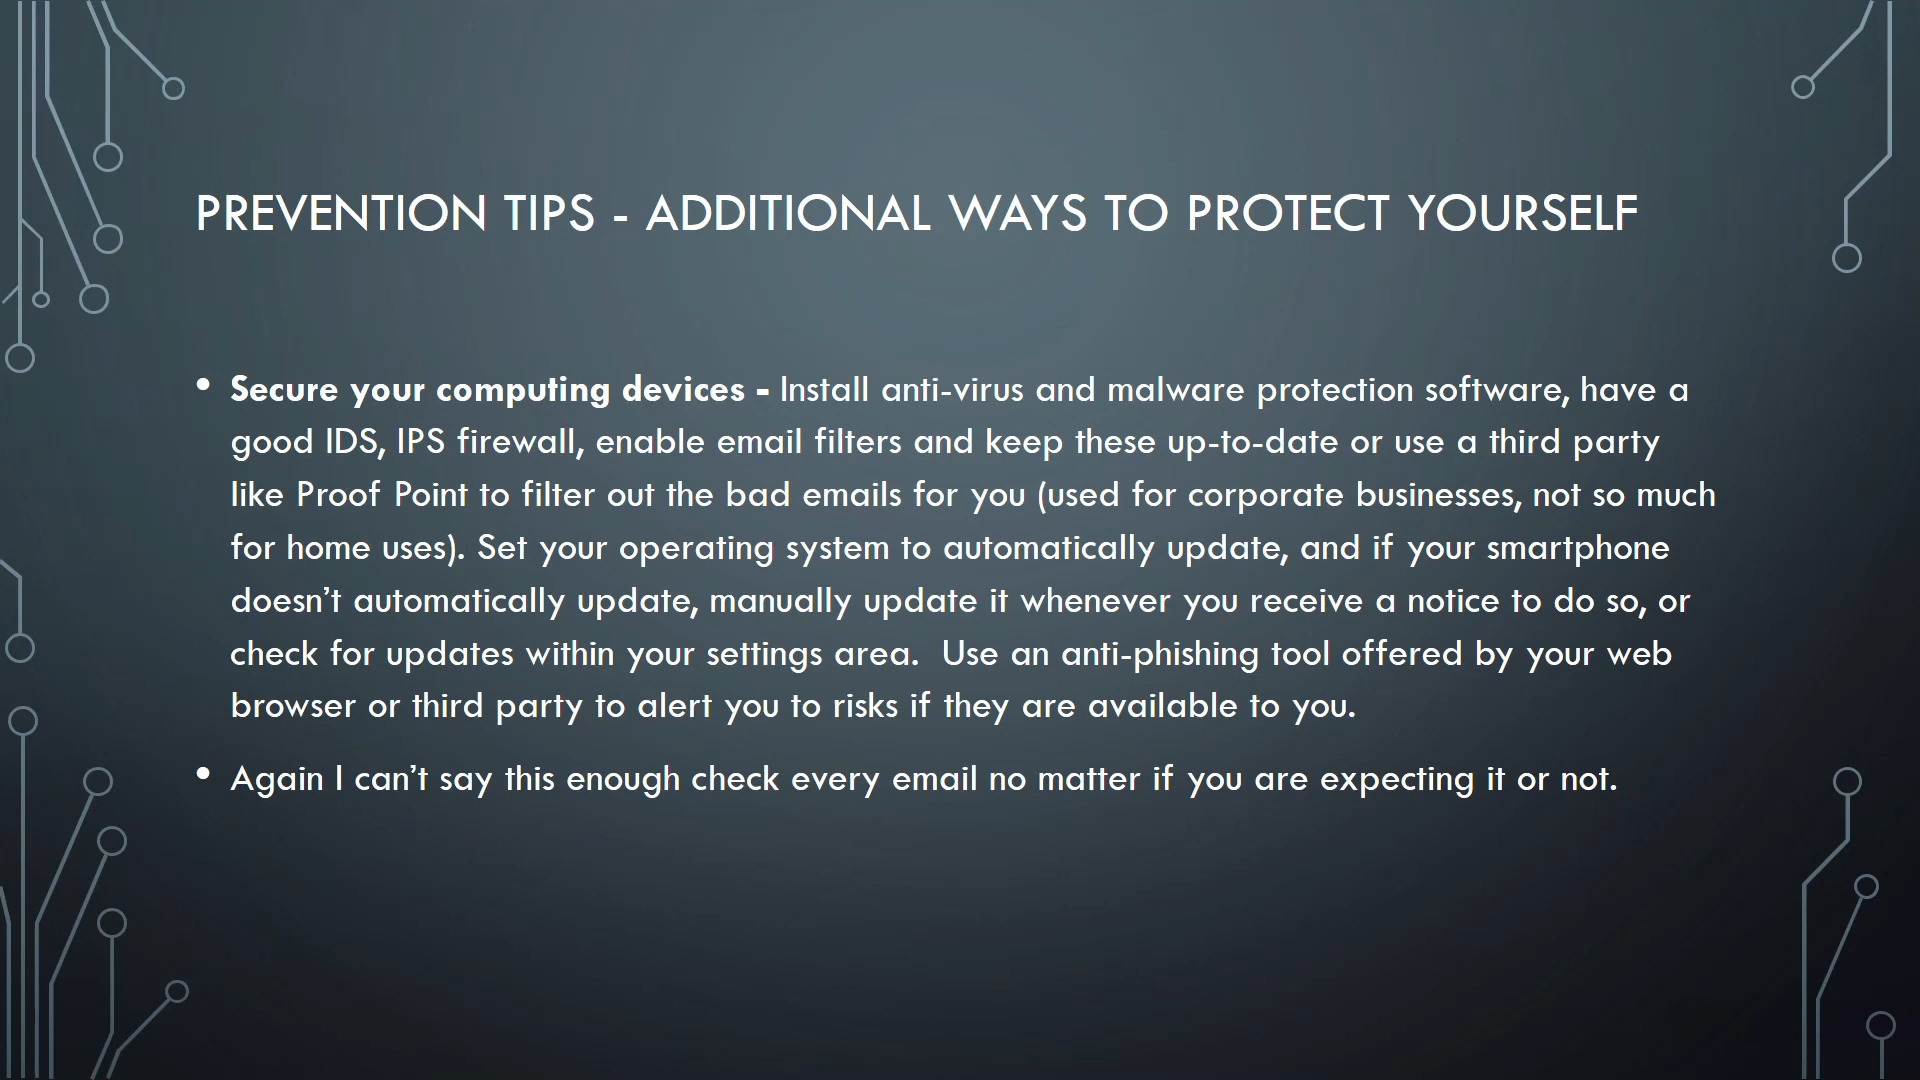 PREVENTION TIPS - ADDITIONAL WAYS TO PROTECT YOURSELF
• Secure your computing devices - Install anti-virus and malware protection software, have a
good IDS, IPS firewall, enable email filters and keep these up-to-date or use a third party
like Proof Point to filter out the bad emails for you (used for corporate businesses, not so much
for home uses). Set your operating system to automatically update, and if your smartphone
doesn’t automatically update, manually update it whenever you receive a notice to do so, or
check for updates within your settings area.  Use an anti-phishing tool offered by your web
browser or third party to alert you to risks if they are available to you.
• Again I can’t say this enough check every email no matter if you are expecting it or not.